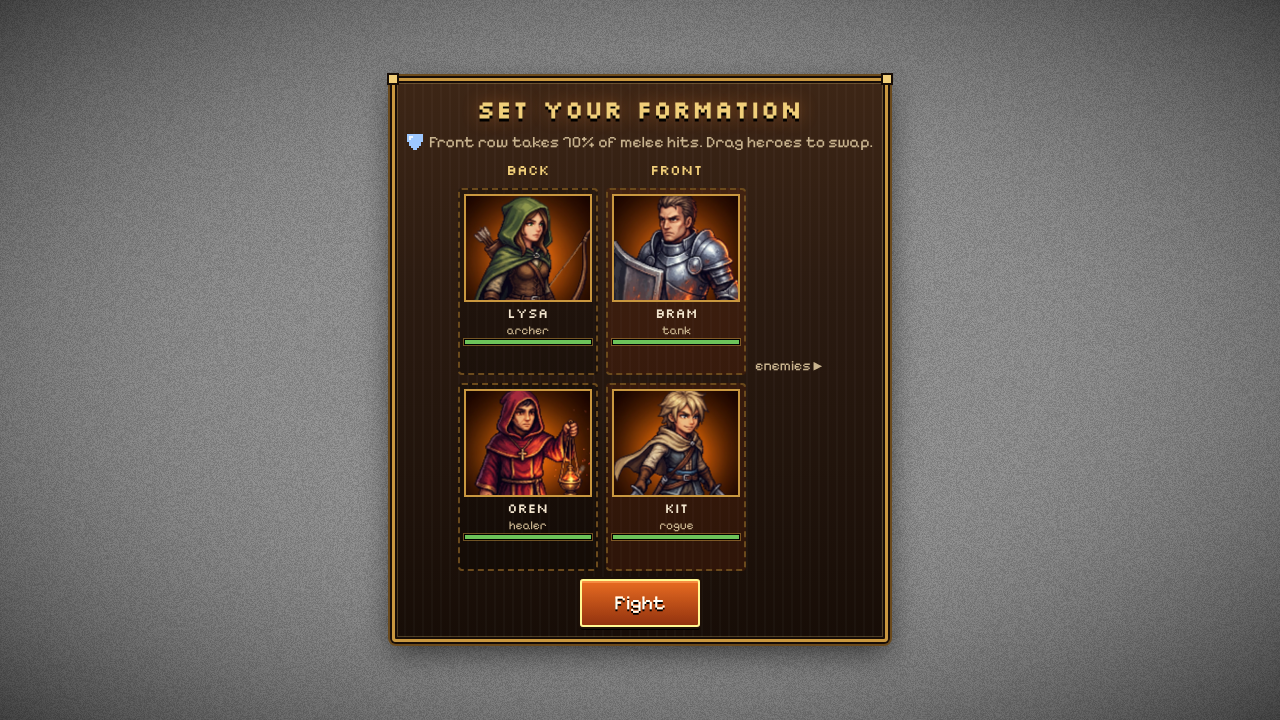 SET YOUR FORMATION
Front row takes 70% of melee hits. Drag heroes to swap.
BACK FRONT
LYSA BRAM
archer tank
enemies ▶
OREN KIT
healer rogue
Fight